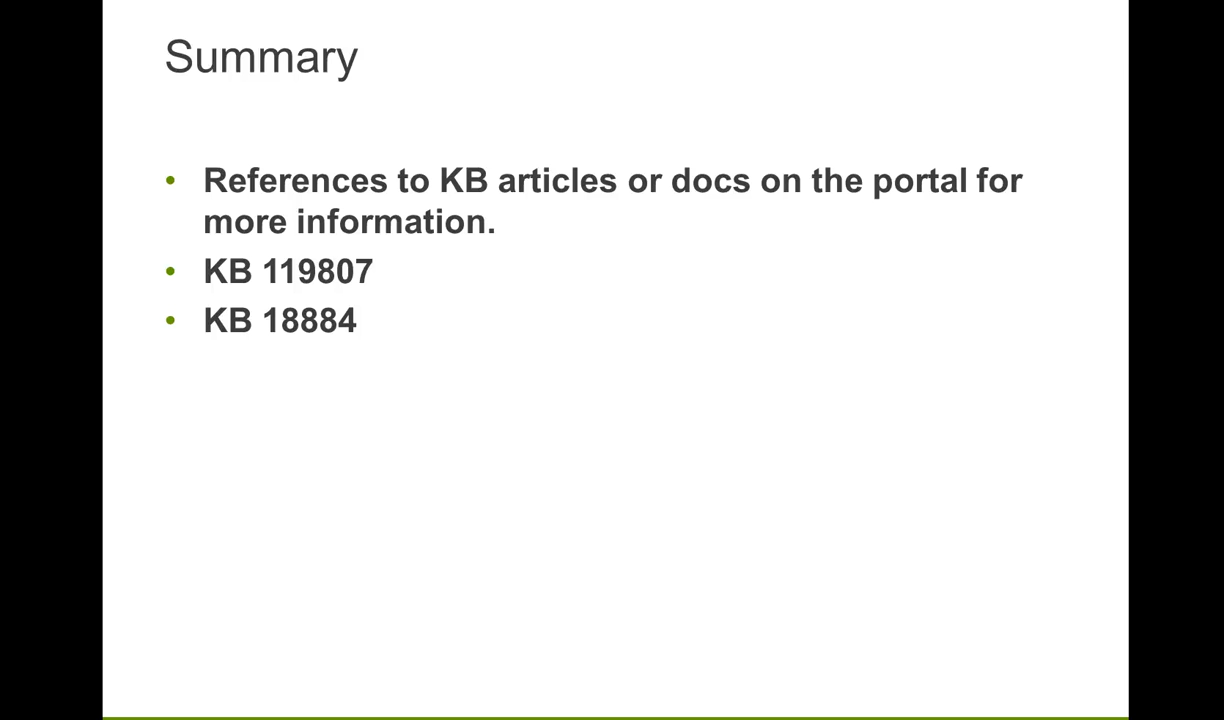 Summary
• References to KB articles or docs on the portal for
more information.
• KB 119807
• KB 18884